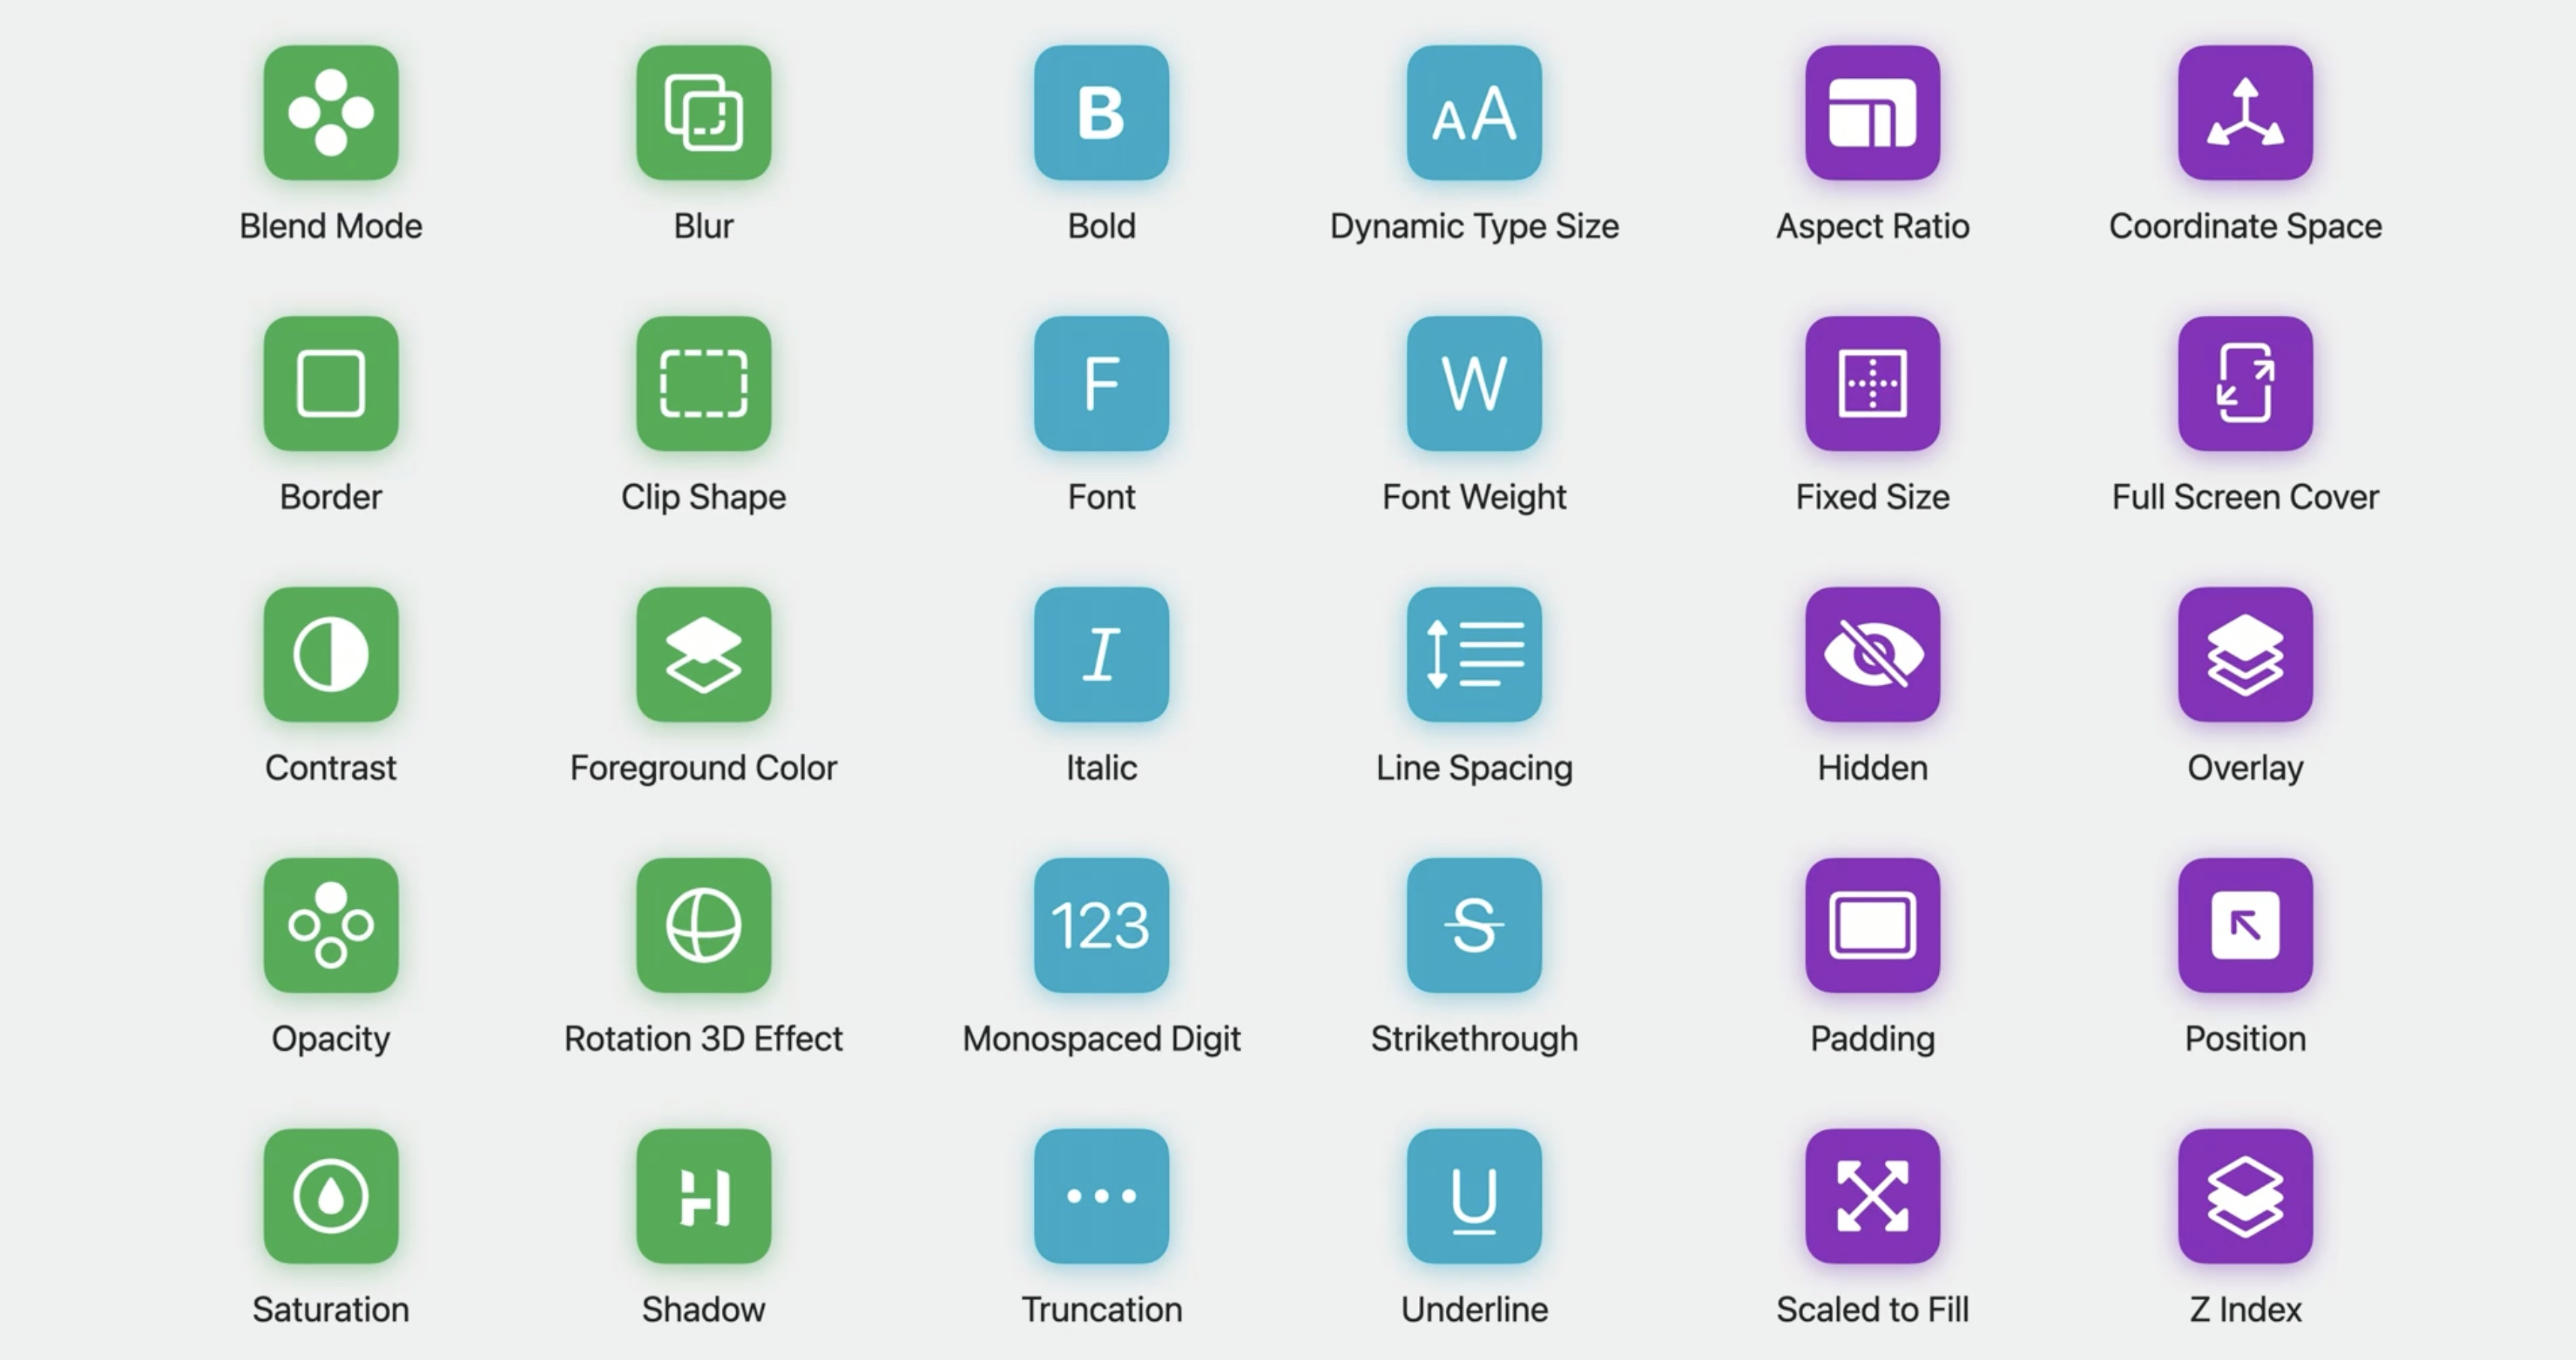 B
AA
Blend Mode
Blur
Bold
Dynamic Type Size
Aspect Ratio
Coordinate Space
F
W
Border
Clip Shape
Font
Font Weight
Fixed Size
Full Screen Cover
I
Contrast
Foreground Color
Italic
Line Spacing
Hidden
Overlay
123
S
Opacity
Rotation 3D Effect
Monospaced Digit
Strikethrough
Padding
Position
H
...
U
Saturation
Shadow
Truncation
Underline
Scaled to Fill
Z Index